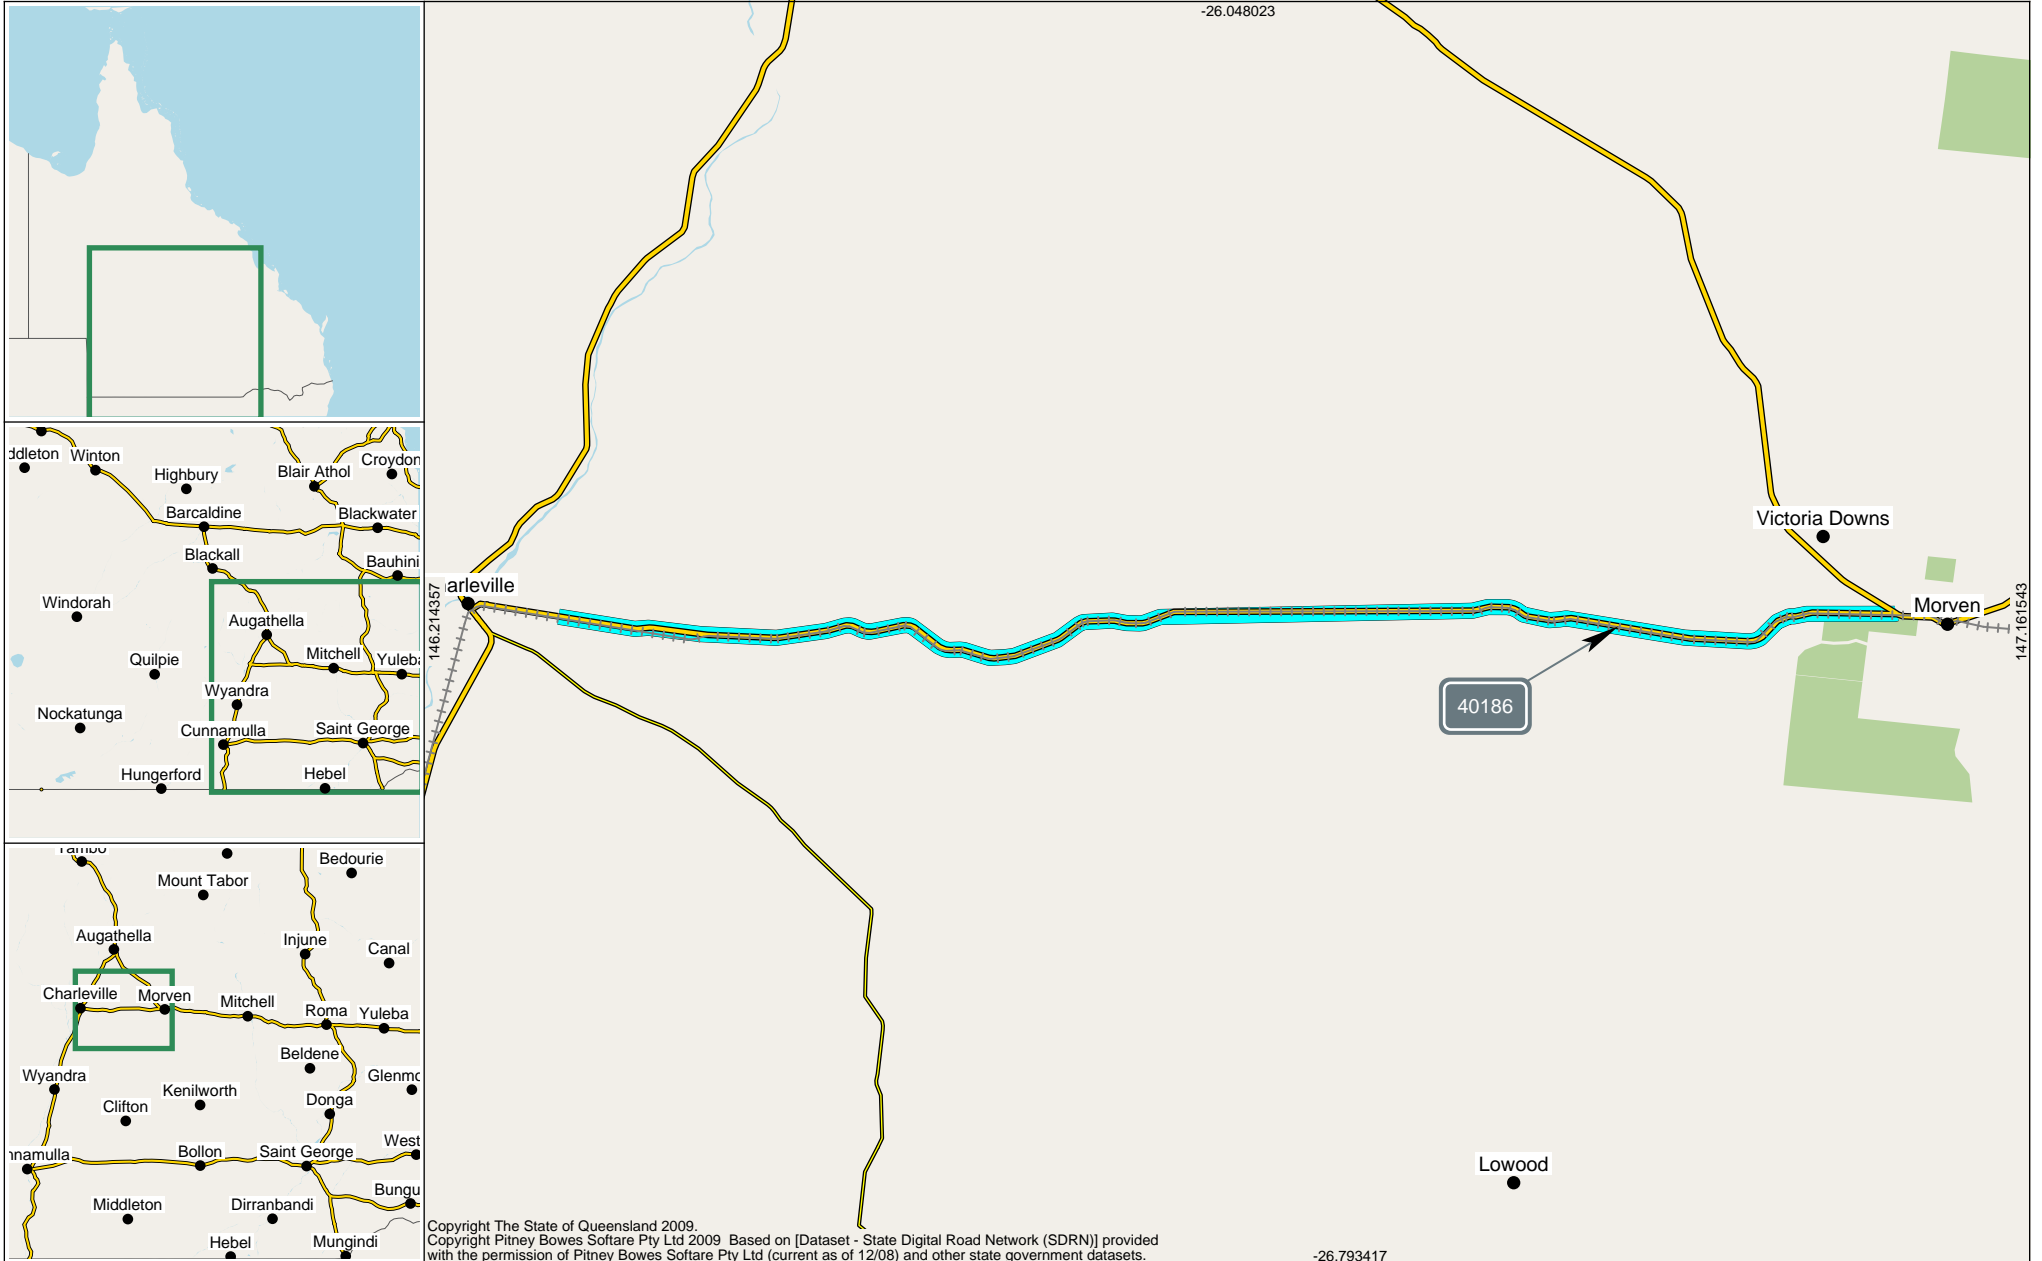 -26.048023
ddleton
Winton
Highbury
Blair Athol
Croydon
Barcaldine
Blackwater
Blackall
Bauhini
Windorah
Augathella
Quilpie
Mitchell
Yuleba
Wyandra
Nockatunga
Cunnamulla
Saint George
Hungerford
Hebel
Tambo
Bedourie
Mount Tabor
Augathella
Injune
Canal
Charleville
Morven
Mitchell
Roma
Yuleba
Beldene
Wyandra
Kenilworth
Glenmo
Clifton
Donga
nnamulla
Bollon
Saint George
West
Middleton
Dirranbandi
Bungu
Hebel
Mungindi
146.214357
arleville
Victoria Downs
Morven
147.161543
40186
Lowood
Copyright The State of Queensland 2009.
Copyright Pitney Bowes Softare Pty Ltd 2009 Based on [Dataset - State Digital Road Network (SDRN)] provided
with the permission of Pitney Bowes Softare Pty Ltd (current as of 12/08) and other state government datasets.
-26.793417